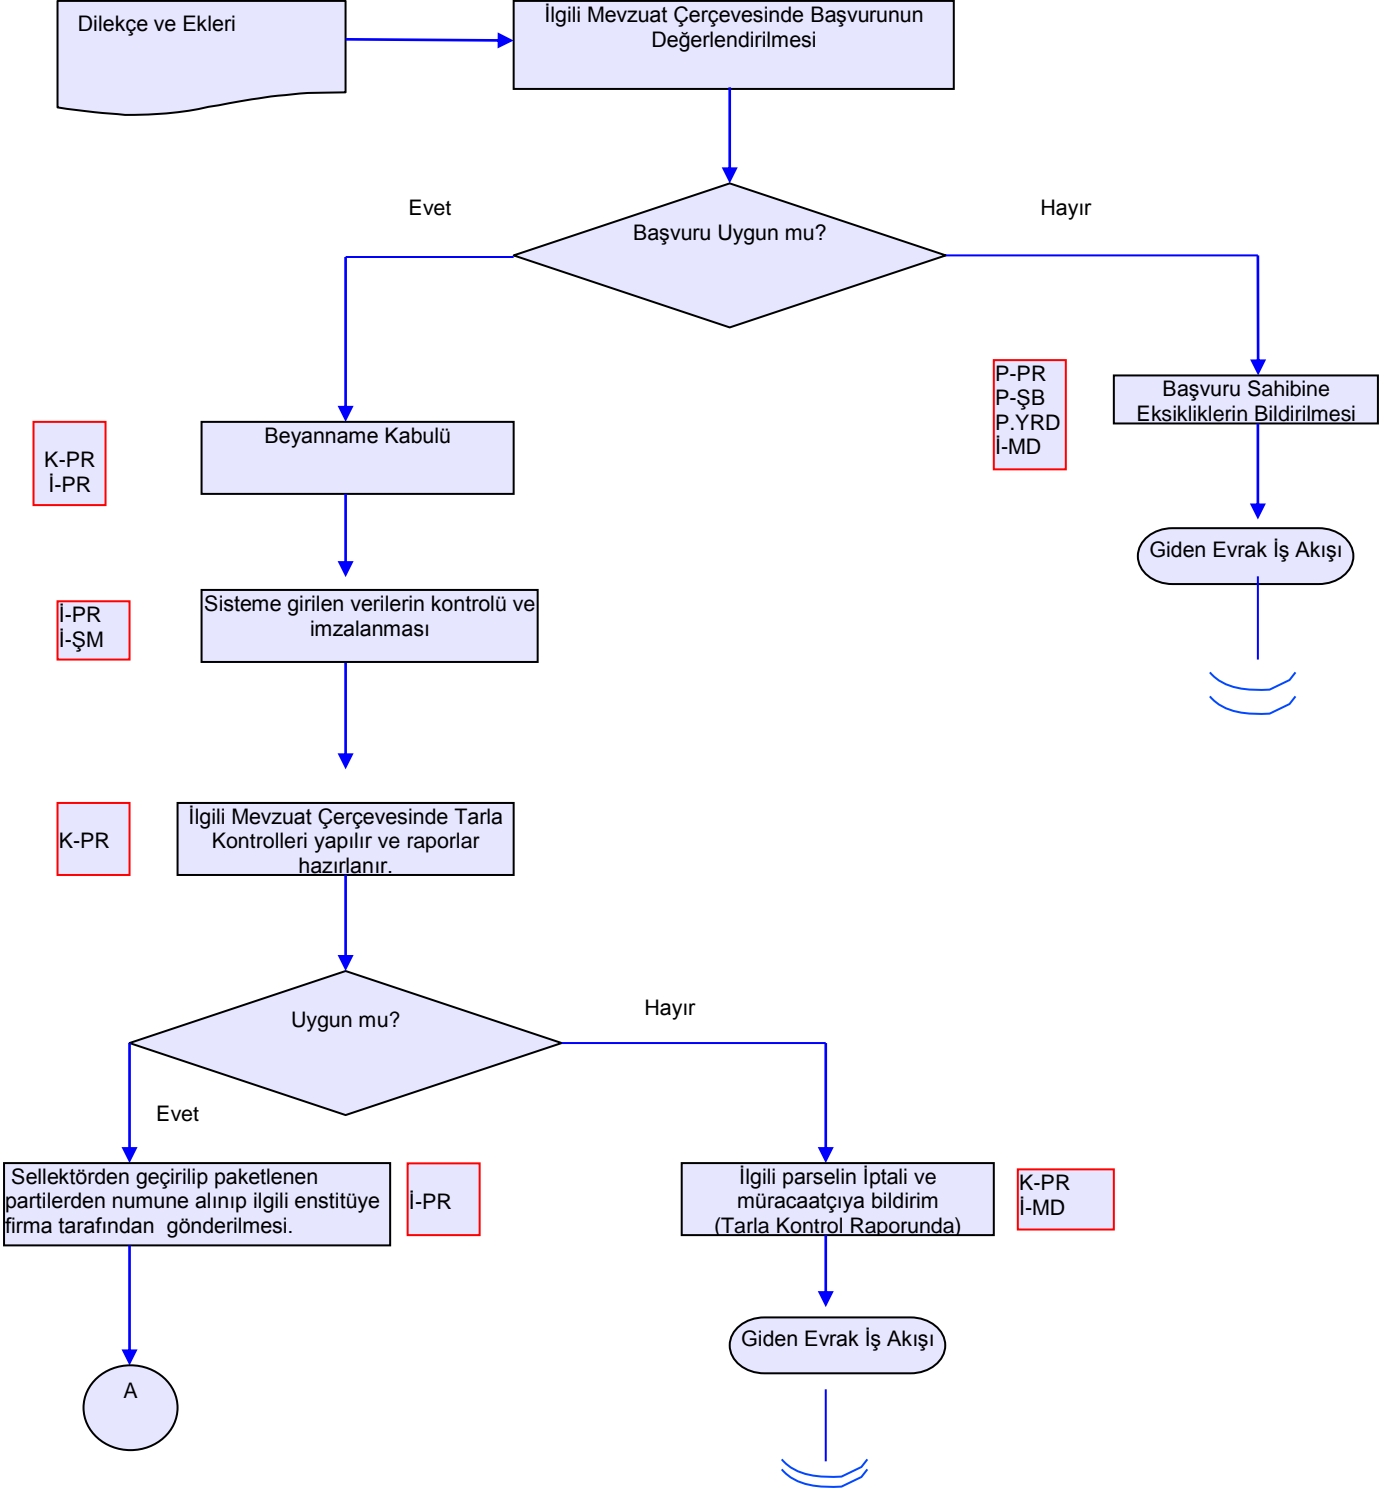 Dilekçe ve Ekleri
İlgili Mevzuat Çerçevesinde Başvurunun
Değerlendirilmesi
Evet
Hayır
Başvuru Uygun mu?
P-PR
P-ŞB
P.YRD
İ-MD
Başvuru Sahibine
Eksikliklerin Bildirilmesi
K-PR
İ-PR
Beyanname Kabulü
Giden Evrak İş Akışı
İ-PR
İ-ŞM
Sisteme girilen verilerin kontrolü ve
imzalanması
K-PR
İlgili Mevzuat Çerçevesinde Tarla
Kontrolleri yapılır ve raporlar
hazırlanır.
Uygun mu?
Hayır
Evet
Sellektörden geçirilip paketlenen
partilerden numune alınıp ilgili enstitüye
firma tarafından  gönderilmesi.
İ-PR
İlgili parselin İptali ve
müracaatçıya bildirim
(Tarla Kontrol Raporunda)
K-PR
İ-MD
Giden Evrak İş Akışı
A